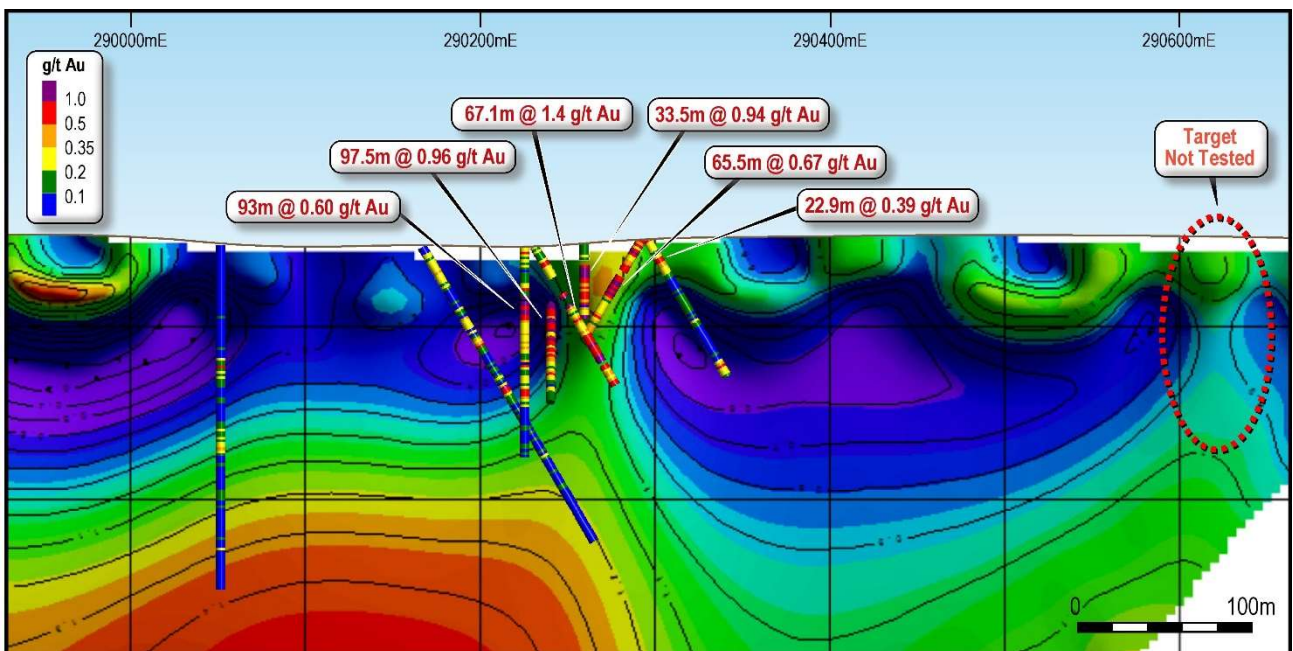 290000mE
290200mE
290400mE
290600mE
g/t Au
1.0
0.5
0.35
0.2
0.1
67.1m @ 1.4 g/t Au
33.5m @ 0.94 g/t Au
97.5m @ 0.96 g/t Au
65.5m @ 0.67 g/t Au
93m @ 0.60 g/t Au
22.9m @ 0.39 g/t Au
Target
Not Tested
0
100m